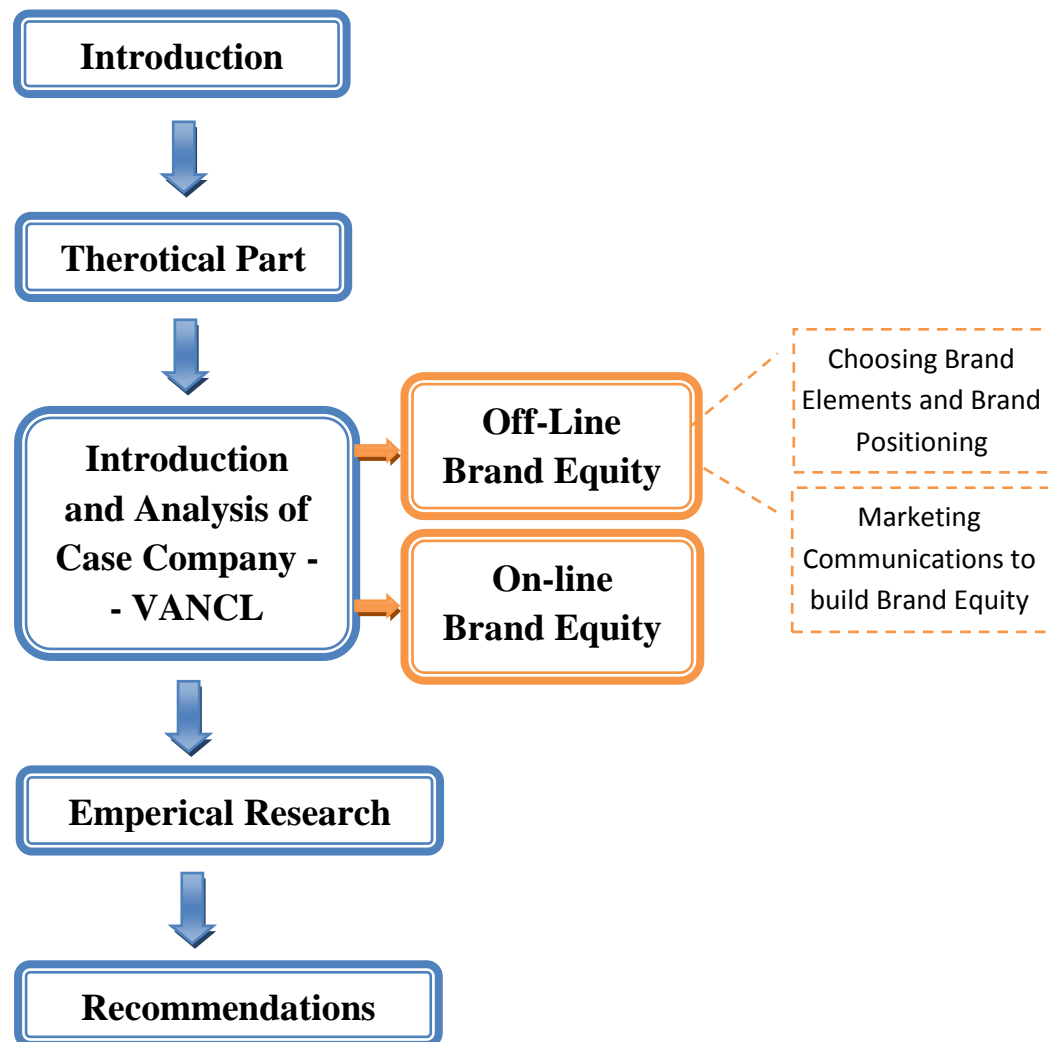 Introduction
Therotical Part
Introduction
and Analysis of
Case Company -
- VANCL
Off-Line
Brand Equity
Choosing Brand
Elements and Brand
Positioning
Marketing
Communications to
build Brand Equity
On-line
Brand Equity
Emperical Research
Recommendations